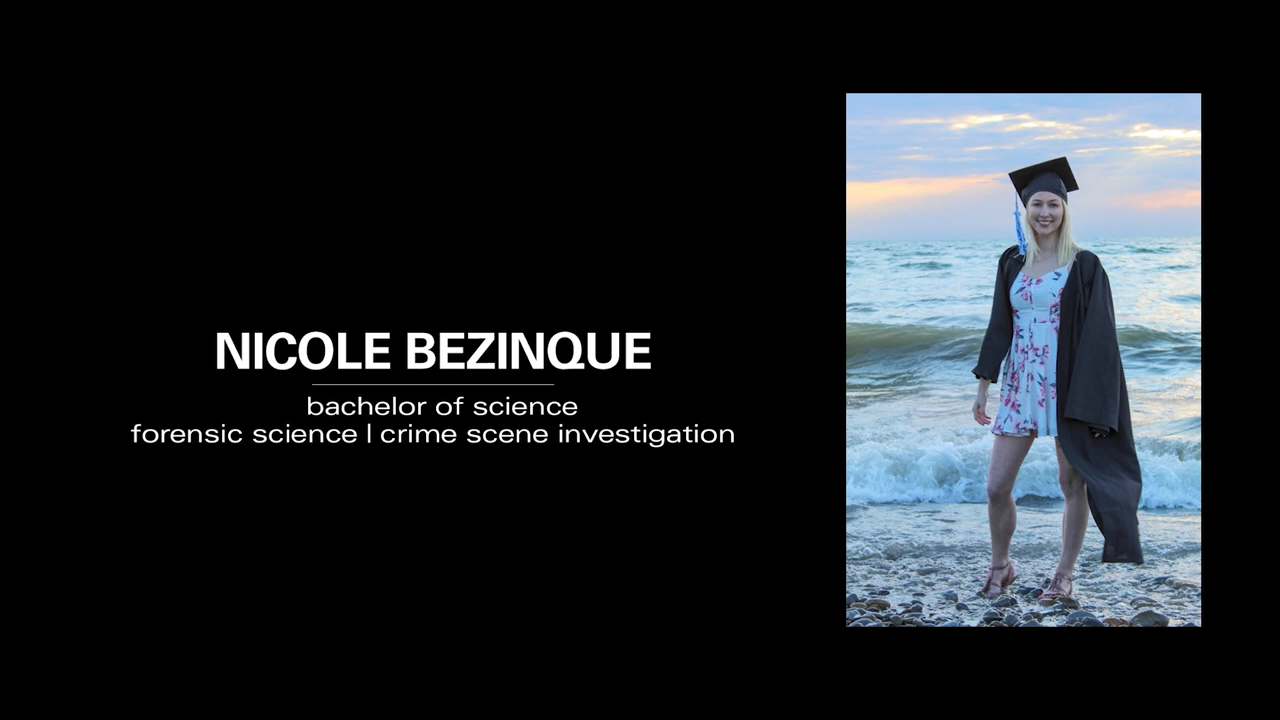 NICOLE BEZINQUE
bachelor of science
forensic science | crime scene investigation